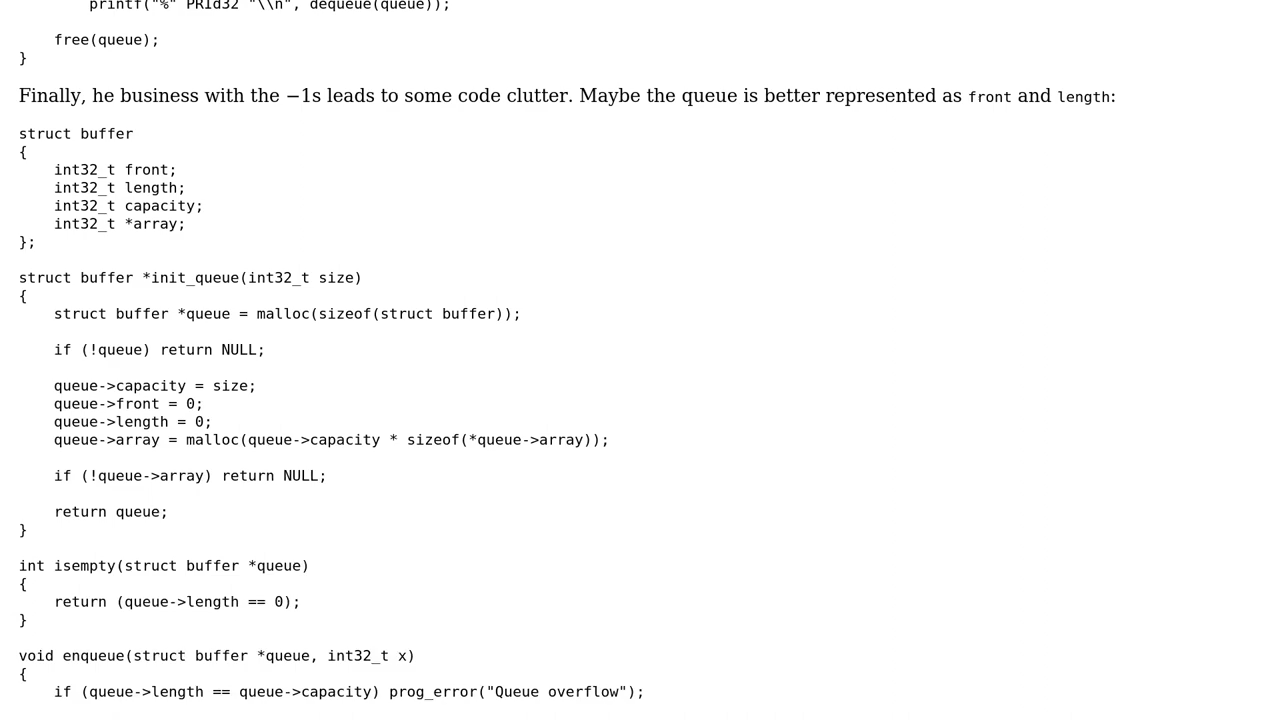 printf("%" PRId32 "\\n", dequeue(queue));
free(queue);
}
Finally, he business with the −1s leads to some code clutter. Maybe the queue is better represented as front and length:
struct buffer
{
    int32_t front;
    int32_t length;
    int32_t capacity;
    int32_t *array;
};
struct buffer *init_queue(int32_t size)
{
    struct buffer *queue = malloc(sizeof(struct buffer));
    if (!queue) return NULL;
    queue->capacity = size;
    queue->front = 0;
    queue->length = 0;
    queue->array = malloc(queue->capacity * sizeof(*queue->array));
    if (!queue->array) return NULL;
    return queue;
}
int isempty(struct buffer *queue)
{
    return (queue->length == 0);
}
void enqueue(struct buffer *queue, int32_t x)
{
    if (queue->length == queue->capacity) prog_error("Queue overflow");